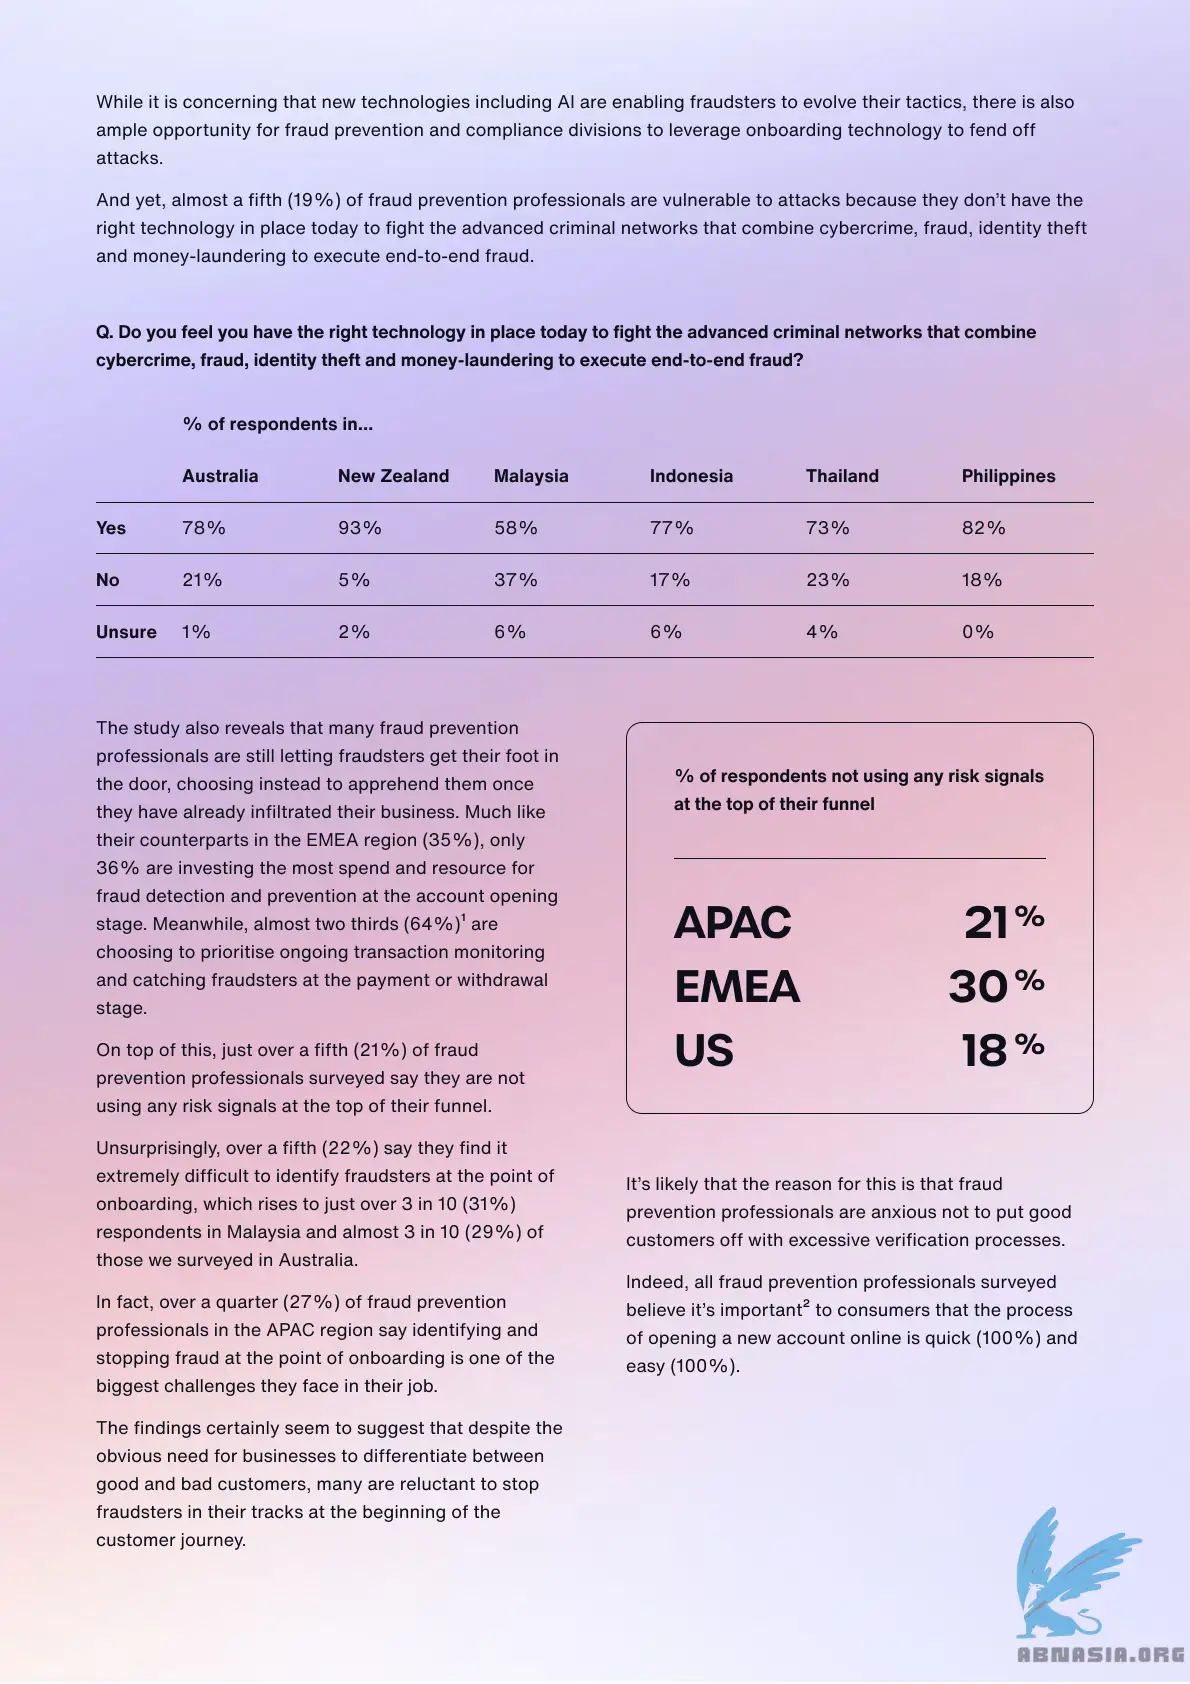 While it is concerning that new technologies including AI are enabling fraudsters to evolve their tactics, there is also
ample opportunity for fraud prevention and compliance divisions to leverage onboarding technology to fend off
attacks.
And yet, almost a fifth (19%) of fraud prevention professionals are vulnerable to attacks because they don’t have the
right technology in place today to fight the advanced criminal networks that combine cybercrime, fraud, identity theft
and money-laundering to execute end-to-end fraud.
Q. Do you feel you have the right technology in place today to fight the advanced criminal networks that combine
cybercrime, fraud, identity theft and money-laundering to execute end-to-end fraud?
% of respondents in...
Australia New Zealand Malaysia Indonesia Thailand Philippines
Yes 78% 93% 58% 77% 73% 82%
No 21% 5% 37% 17% 23% 18%
Unsure 1% 2% 6% 6% 4% 0%
The study also reveals that many fraud prevention
professionals are still letting fraudsters get their foot in
the door, choosing instead to apprehend them once
they have already infiltrated their business. Much like
their counterparts in the EMEA region (35%), only
36% are investing the most spend and resource for
fraud detection and prevention at the account opening
stage. Meanwhile, almost two thirds (64%)¹ are
choosing to prioritise ongoing transaction monitoring
and catching fraudsters at the payment or withdrawal
stage.
On top of this, just over a fifth (21%) of fraud
prevention professionals surveyed say they are not
using any risk signals at the top of their funnel.
Unsurprisingly, over a fifth (22%) say they find it
extremely difficult to identify fraudsters at the point of
onboarding, which rises to just over 3 in 10 (31%)
respondents in Malaysia and almost 3 in 10 (29%) of
those we surveyed in Australia.
In fact, over a quarter (27%) of fraud prevention
professionals in the APAC region say identifying and
stopping fraud at the point of onboarding is one of the
biggest challenges they face in their job.
The findings certainly seem to suggest that despite the
obvious need for businesses to differentiate between
good and bad customers, many are reluctant to stop
fraudsters in their tracks at the beginning of the
customer journey.
% of respondents not using any risk signals
at the top of their funnel
APAC 21%
EMEA 30%
US 18%
It’s likely that the reason for this is that fraud
prevention professionals are anxious not to put good
customers off with excessive verification processes.
Indeed, all fraud prevention professionals surveyed
believe it’s important² to consumers that the process
of opening a new account online is quick (100%) and
easy (100%).
ABNASIA.ORG